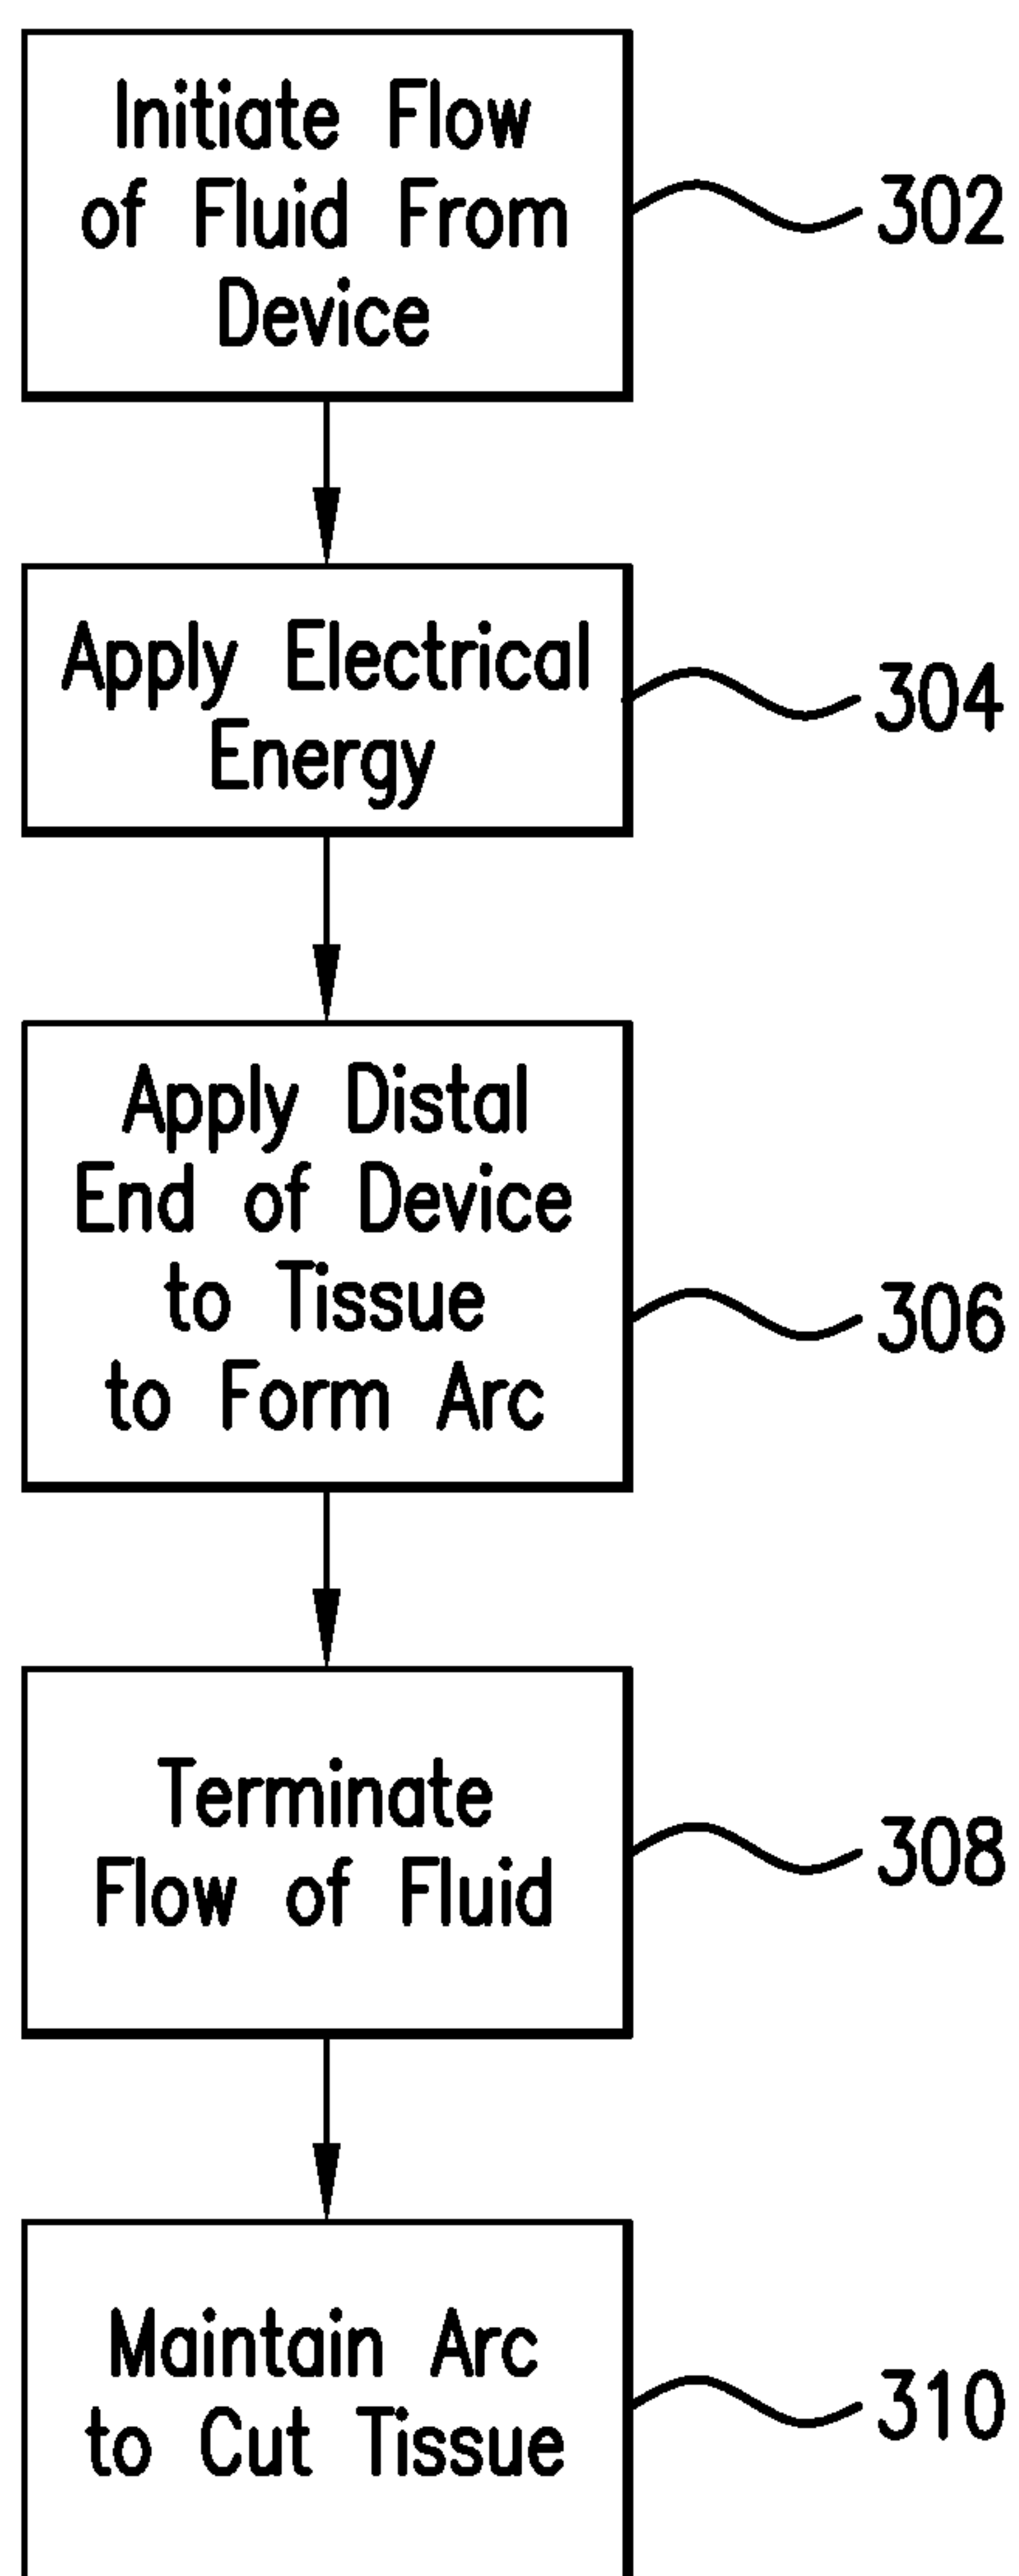 Initiate Flow
of Fluid From
Device
302
Apply Electrical
Energy
304
Apply Distal
End of Device
to Tissue
to Form Arc
306
Terminate
Flow of Fluid
308
Maintain Arc
to Cut Tissue
310